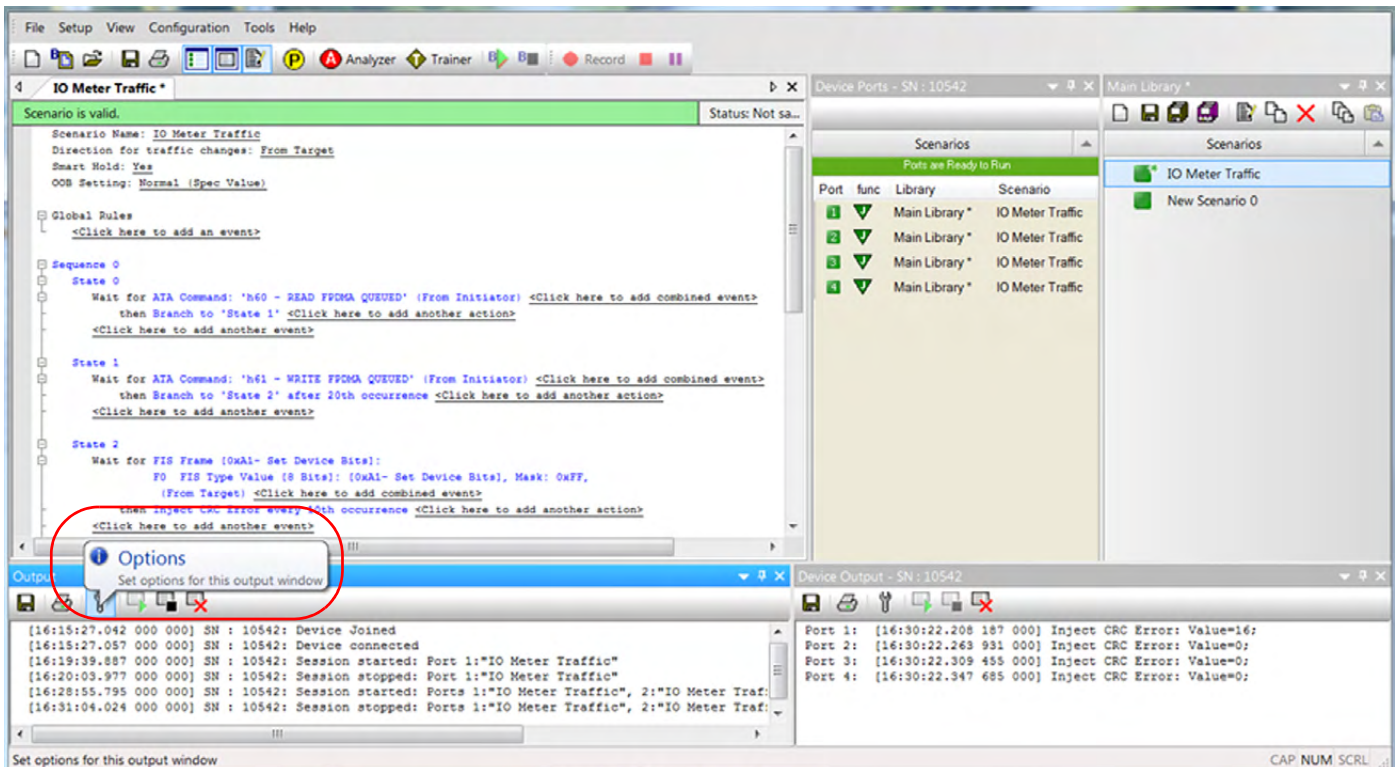 File Setup View Configuration Tools Help
Analyzer Trainer Record
IO Meter Traffic *
Scenario is valid. Status: Not sa...
Scenario Name: IO Meter Traffic
Direction for traffic changes: From Target
Smart Hold: Yes
OOB Setting: Normal (Spec Value)
Global Rules
<Click here to add an event>
Sequence 0
State 0
Wait for ATA Command: 'h60 - READ FPDMA QUEUED' (From Initiator) <Click here to add combined event>
then Branch to 'State 1' <Click here to add another action>
<Click here to add another event>
State 1
Wait for ATA Command: 'h61 - WRITE FPDMA QUEUED' (From Initiator) <Click here to add combined event>
then Branch to 'State 2' after 20th occurrence <Click here to add another action>
<Click here to add another event>
State 2
Wait for FIS Frame [0xA1- Set Device Bits]:
F0 FIS Type Value [8 Bits]: [0xA1- Set Device Bits], Mask: 0xFF,
(From Target) <Click here to add combined event>
then Inject CRC Error every 10th occurrence <Click here to add another action>
<Click here to add another event>
Device Ports - SN : 10542
Scenarios
Ports are Ready to Run
Port func Library Scenario
1 J Main Library * IO Meter Traffic
2 J Main Library * IO Meter Traffic
3 J Main Library * IO Meter Traffic
4 J Main Library * IO Meter Traffic
Main Library *
Scenarios
IO Meter Traffic
New Scenario 0
Options
Set options for this output window
Output
[16:15:27.042 000 000] SN : 10542: Device Joined
[16:15:27.057 000 000] SN : 10542: Device connected
[16:19:39.887 000 000] SN : 10542: Session started: Port 1:"IO Meter Traffic"
[16:20:03.977 000 000] SN : 10542: Session stopped: Port 1:"IO Meter Traffic"
[16:28:55.795 000 000] SN : 10542: Session started: Ports 1:"IO Meter Traffic", 2:"IO Meter Traf:
[16:31:04.024 000 000] SN : 10542: Session stopped: Ports 1:"IO Meter Traffic", 2:"IO Meter Traf:
Device Output - SN : 10542
Port 1: [16:30:22.208 187 000] Inject CRC Error: Value=16;
Port 2: [16:30:22.263 931 000] Inject CRC Error: Value=0;
Port 3: [16:30:22.309 455 000] Inject CRC Error: Value=0;
Port 4: [16:30:22.347 685 000] Inject CRC Error: Value=0;
Set options for this output window
CAP NUM SCRL